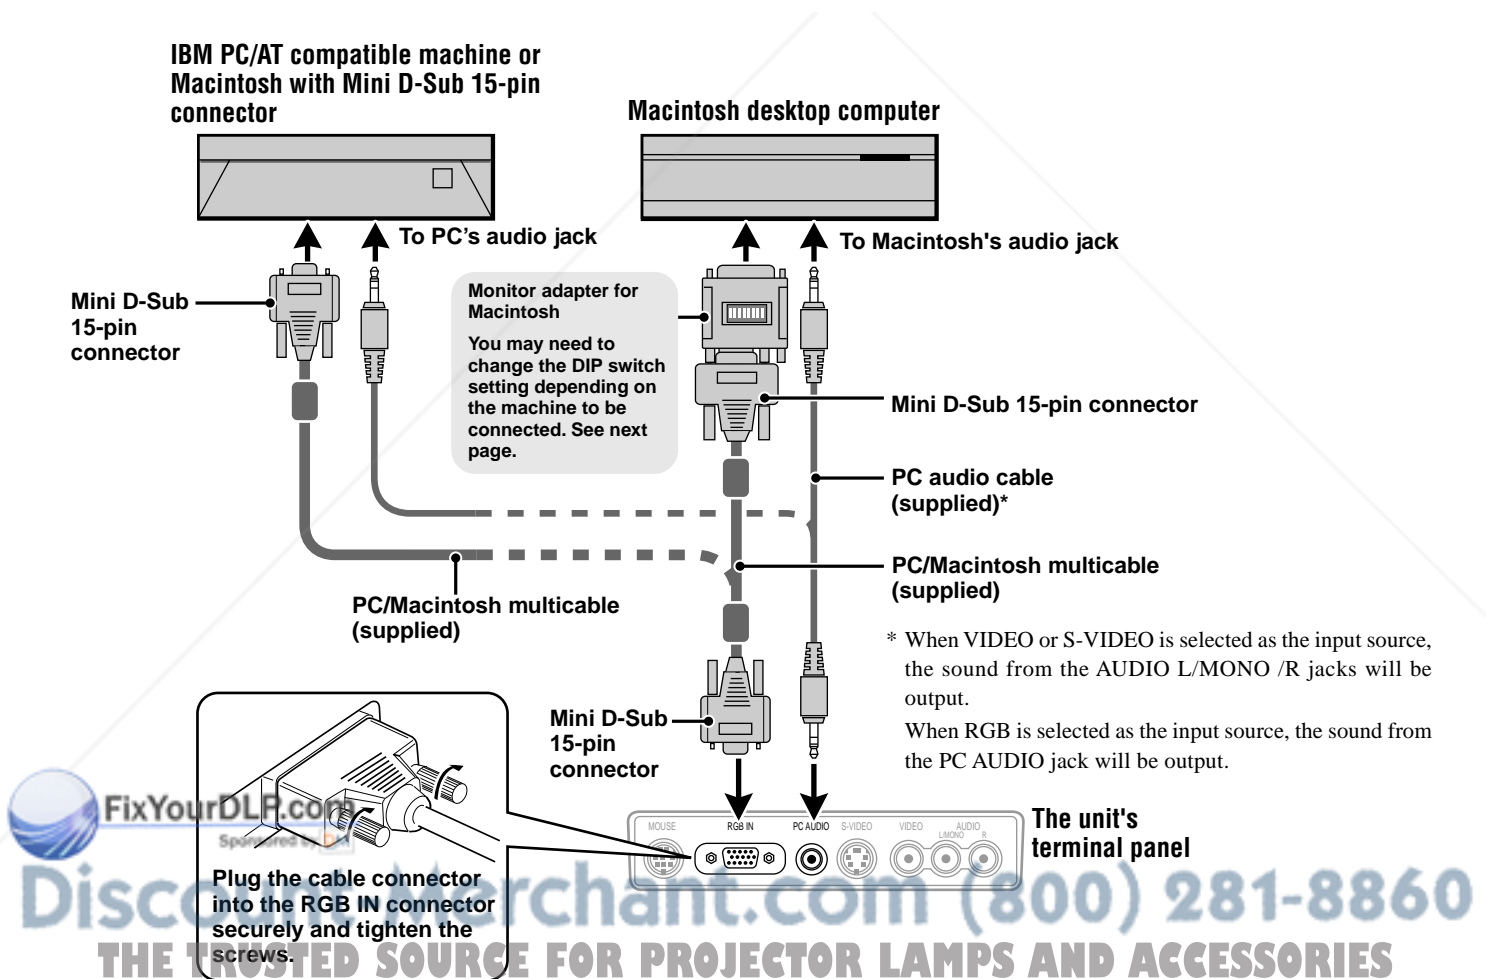 IBM PC/AT compatible machine or
Macintosh with Mini D-Sub 15-pin
connector
Macintosh desktop computer
To PC’s audio jack
To Macintosh's audio jack
Mini D-Sub
15-pin
connector
Monitor adapter for
Macintosh
You may need to
change the DIP switch
setting depending on
the machine to be
connected. See next
page.
Mini D-Sub 15-pin connector
PC audio cable
(supplied)*
PC/Macintosh multicable
(supplied)
PC/Macintosh multicable
(supplied)
* When VIDEO or S-VIDEO is selected as the input source,
the sound from the AUDIO L/MONO /R jacks will be
output.
When RGB is selected as the input source, the sound from
the PC AUDIO jack will be output.
Mini D-Sub
15-pin
connector
MOUSE
RGB IN
PC AUDIO
S-VIDEO
VIDEO
AUDIO
L/MONO
R
The unit's
terminal panel
Plug the cable connector
into the RGB IN connector
securely and tighten the
screws.
FixYourDLP.com
Sponsored by DM
DiscountMerchant.com (800) 281-8860
THE TRUSTED SOURCE FOR PROJECTOR LAMPS AND ACCESSORIES